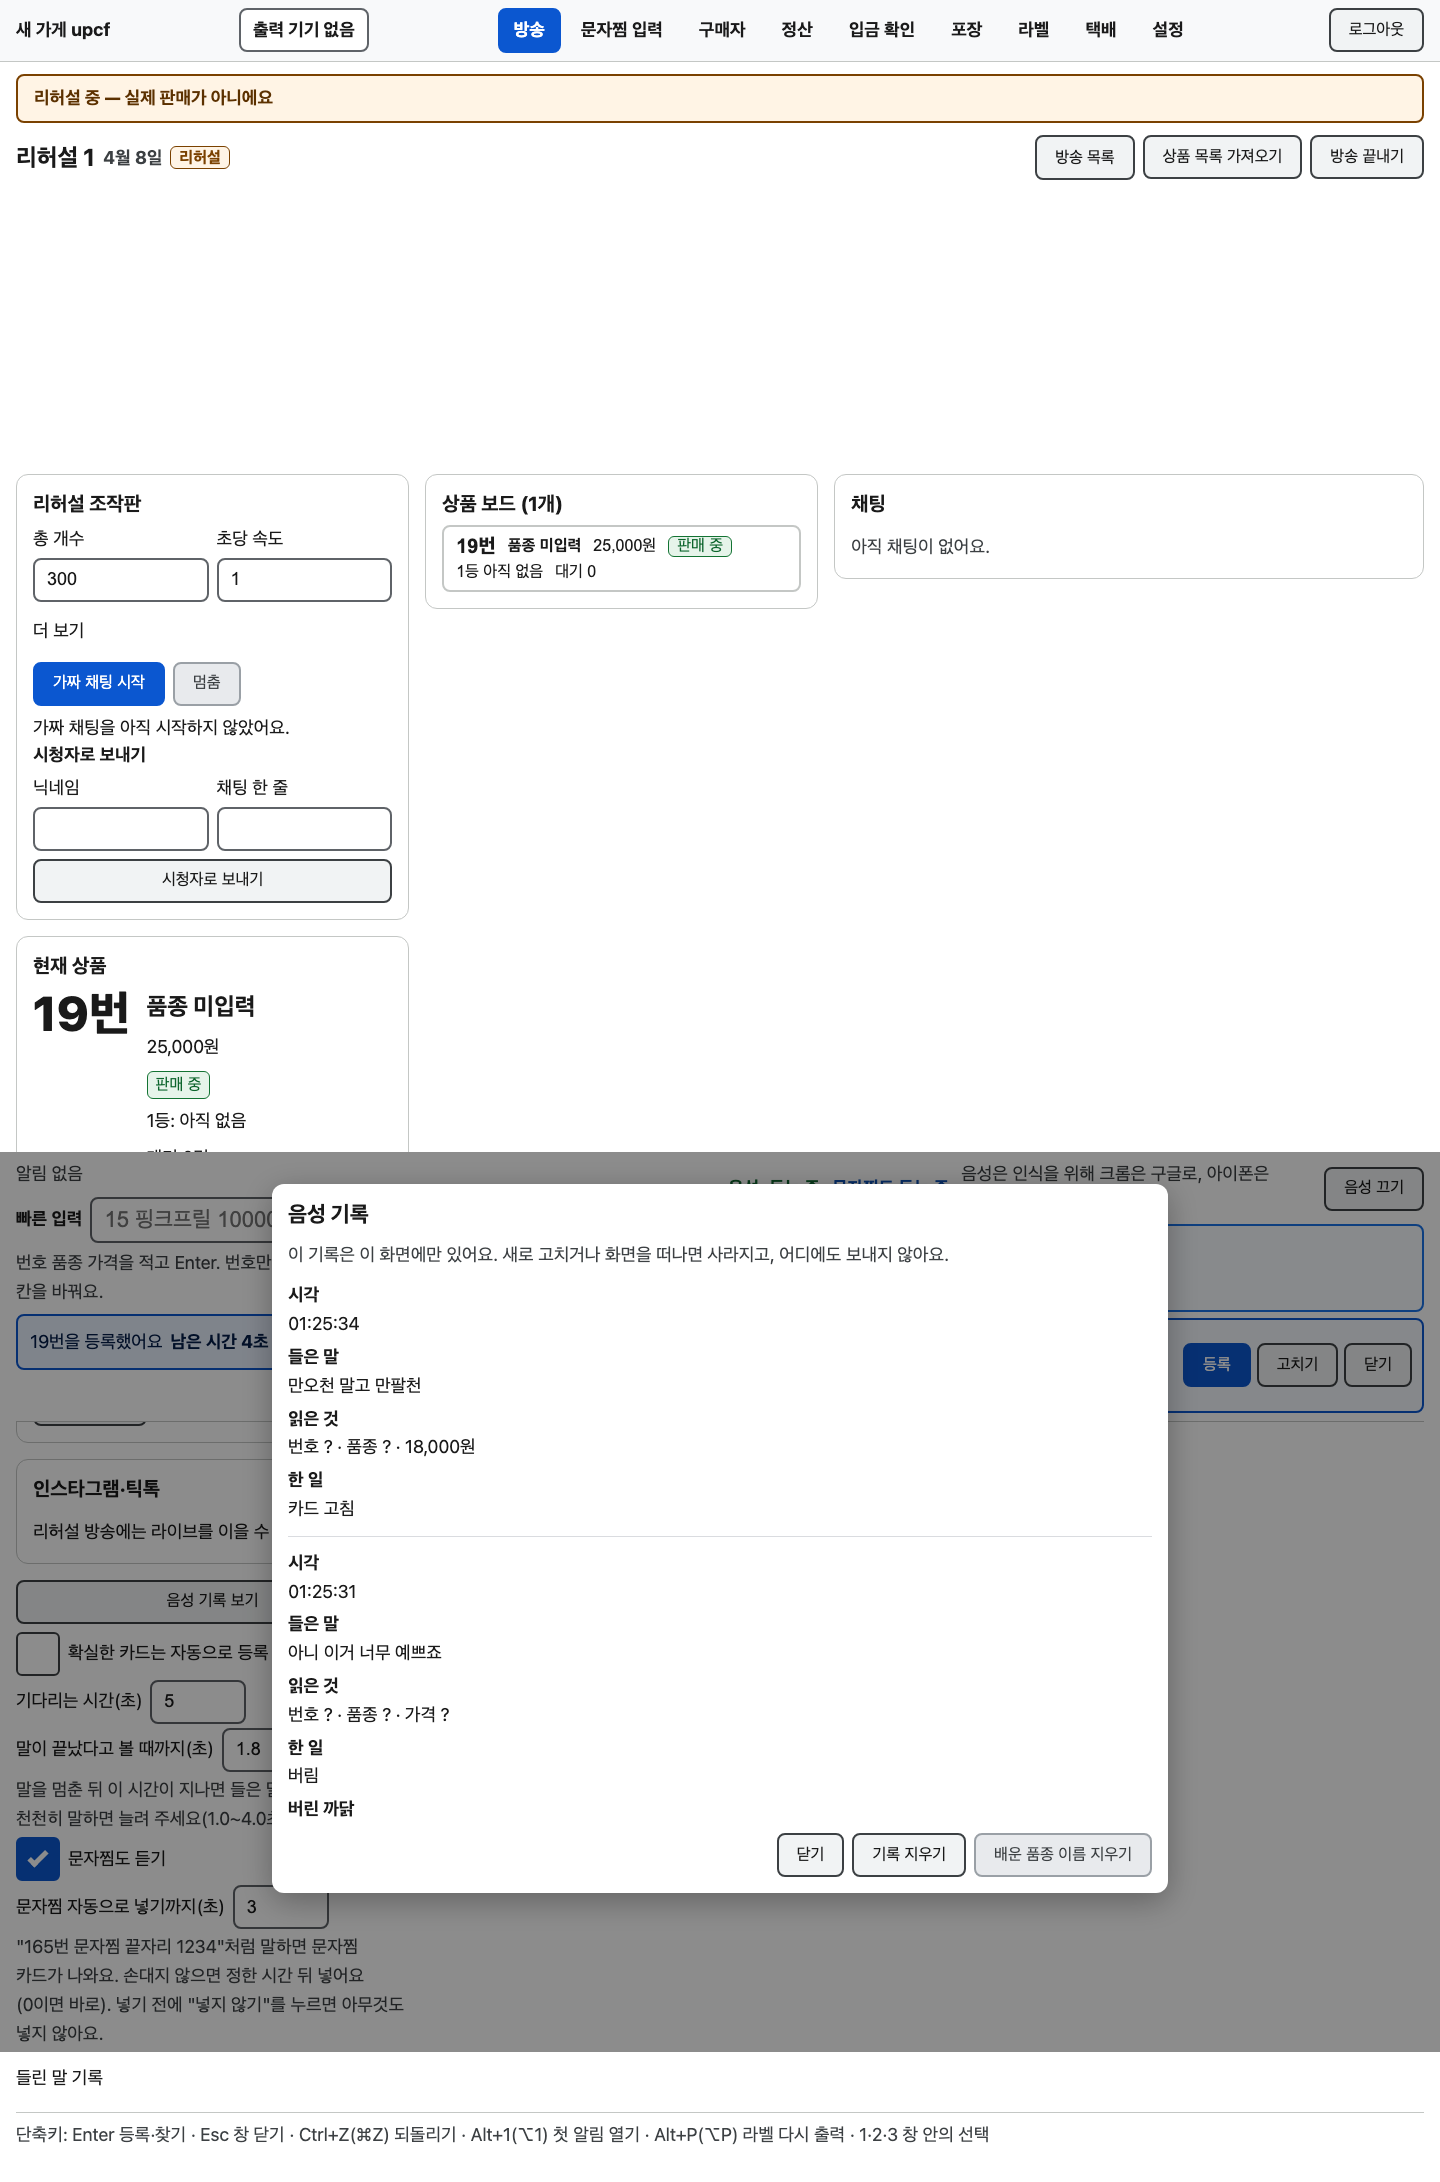 새 가게 upcf
출력 기기 없음
방송
문자찜 입력
구매자
정산
입금 확인
포장
라벨
택배
설정
로그아웃
리허설 중 — 실제 판매가 아니에요
리허설 1 4월 8일 리허설
방송 목록
상품 목록 가져오기
방송 끝내기
리허설 조작판
총 개수
초당 속도
300
1
더 보기
가짜 채팅 시작
멈춤
가짜 채팅을 아직 시작하지 않았어요.
시청자로 보내기
닉네임
채팅 한 줄
시청자로 보내기
상품 보드 (1개)
19번 품종 미입력 25,000원 판매 중
1등 아직 없음 대기 0
채팅
아직 채팅이 없어요.
현재 상품
19번
품종 미입력
25,000원
판매 중
1등: 아직 없음
알림 없음
음성은 인식을 위해 크롬은 구글로, 아이폰은
음성 끄기
빠른 입력
15 핑크프릴 10000
번호 품종 가격을 적고 Enter. 번호만
칸을 바꿔요.
19번을 등록했어요 남은 시간 4초
등록
고치기
닫기
인스타그램·틱톡
리허설 방송에는 라이브를 이을 수
음성 기록 보기
확실한 카드는 자동으로 등록
기다리는 시간(초)
5
말이 끝났다고 볼 때까지(초)
1.8
말을 멈춘 뒤 이 시간이 지나면 들은
천천히 말하면 늘려 주세요(1.0~4.0
문자찜도 듣기
문자찜 자동으로 넣기까지(초)
3
"165번 문자찜 끝자리 1234"처럼 말하면 문자찜
카드가 나와요. 손대지 않으면 정한 시간 뒤 넣어요
(0이면 바로). 넣기 전에 "넣지 않기"를 누르면 아무것도
넣지 않아요.
음성 기록
이 기록은 이 화면에만 있어요. 새로 고치거나 화면을 떠나면 사라지고, 어디에도 보내지 않아요.
시각
01:25:34
들은 말
만오천 말고 만팔천
읽은 것
번호 ? · 품종 ? · 18,000원
한 일
카드 고침
시각
01:25:31
들은 말
아니 이거 너무 예쁘죠
읽은 것
번호 ? · 품종 ? · 가격 ?
한 일
버림
버린 까닭
닫기
기록 지우기
배운 품종 이름 지우기
들린 말 기록
단축키: Enter 등록·찾기 · Esc 창 닫기 · Ctrl+Z(⌘Z) 되돌리기 · Alt+1(⌥1) 첫 알림 열기 · Alt+P(⌥P) 라벨 다시 출력 · 1·2·3 창 안의 선택